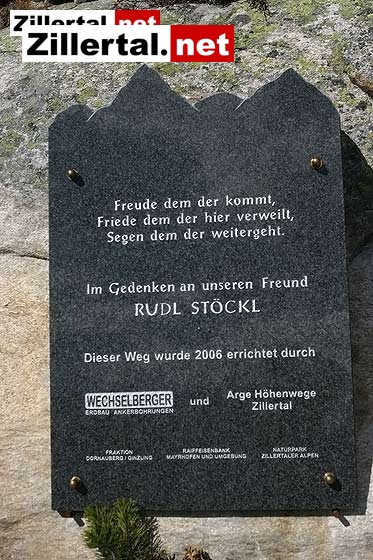 Zillertal.net
Zillertal.net
Freude dem der kommt,
Friede dem der hier verweilt,
Segen dem der weitergeht.
Im Gedenken an unseren Freund
RUDL STÖCKL
Dieser Weg wurde 2006 errichtet durch
WECHSELBERGER
ERDBAU ANKERBOHRUNGEN
und
Arge Höhenwege
Zillertal
FRAKTION
DORNAUBERG / GINZLING
RAIFFEISENBANK
MAYRHOFEN UND UMGEBUNG
NATURPARK
ZILLERTALER ALPEN